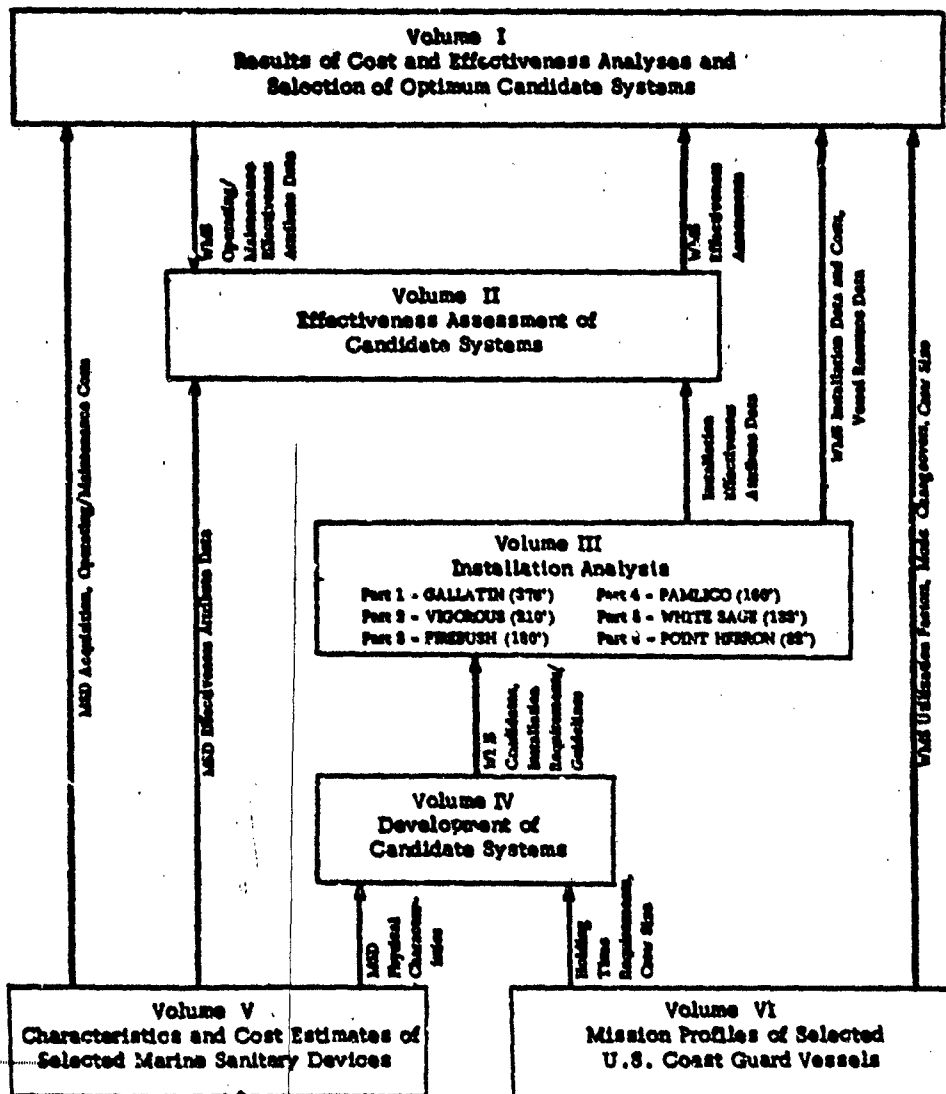 Volume I
Results of Cost and Effectiveness Analyses and
Selection of Optimum Candidate Systems
WMS
Operating/
Maintenance
Effectiveness
Attribute Data
WMS
Effectiveness
Assessment
Volume II
Effectiveness Assessment of
Candidate Systems
MSD Acquisition, Operating/Maintenance Costs
MSD Effectiveness Attribute Data
Installation
Effectiveness
Attribute Data
WMS Installation Data and Costs,
Vessel Resource Data
WMS Utilization Factors, Mode Changeovers, Crew Size
Volume III
Installation Analysis
Part 1 - GALLATIN (378')
Part 2 - VIGOROUS (210')
Part 3 - FIREBUSH (180')
Part 4 - PAMLICO (160')
Part 5 - WHITE SAGE (133')
Part 6 - POINT HERRON (82')
Candidates,
Installation
Requirements/
Guidelines
Volume IV
Development of
Candidate Systems
MSD
Physical
Character-
istics
Holding
Time
Requirements,
Crew Size
Volume V
Characteristics and Cost Estimates of
Selected Marine Sanitary Devices
Volume VI
Mission Profiles of Selected
U.S. Coast Guard Vessels